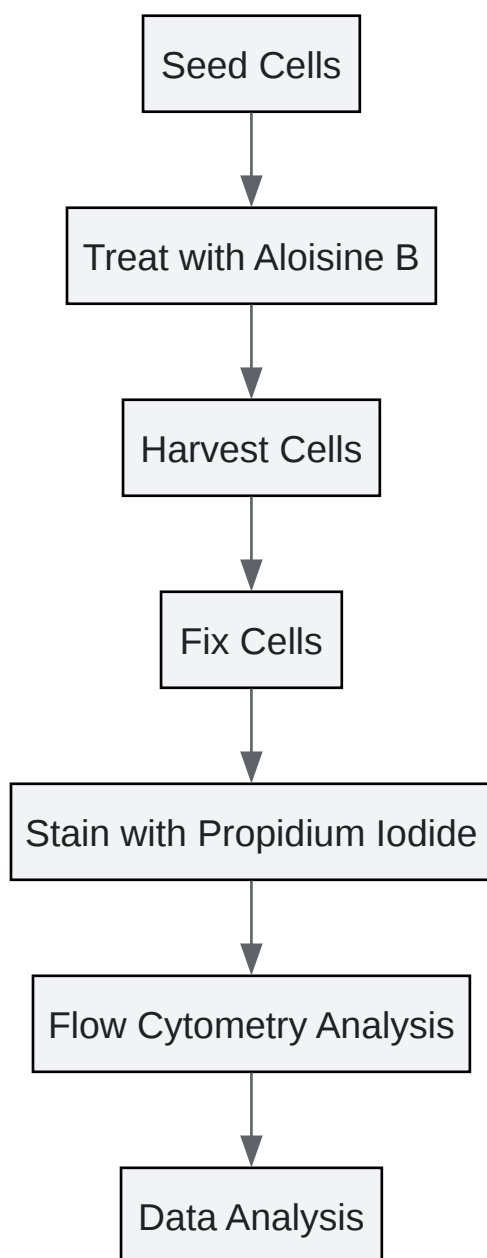 Seed Cells
Treat with Aloisine B
Harvest Cells
Fix Cells
Stain with Propidium Iodide
Flow Cytometry Analysis
Data Analysis